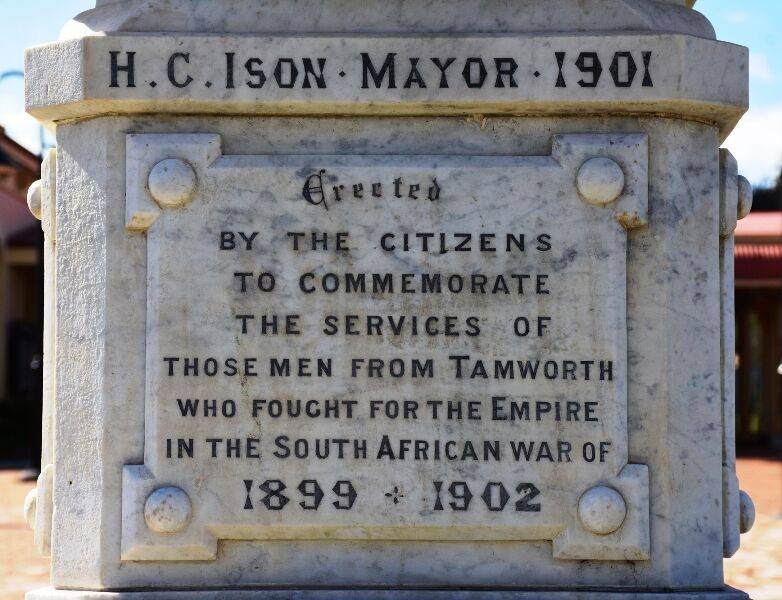 H. C. ISON · MAYOR · 1901
Erected
BY THE CITIZENS
TO COMMEMORATE
THE SERVICES OF
THOSE MEN FROM TAMWORTH
WHO FOUGHT FOR THE EMPIRE
IN THE SOUTH AFRICAN WAR OF
1899 ÷ 1902